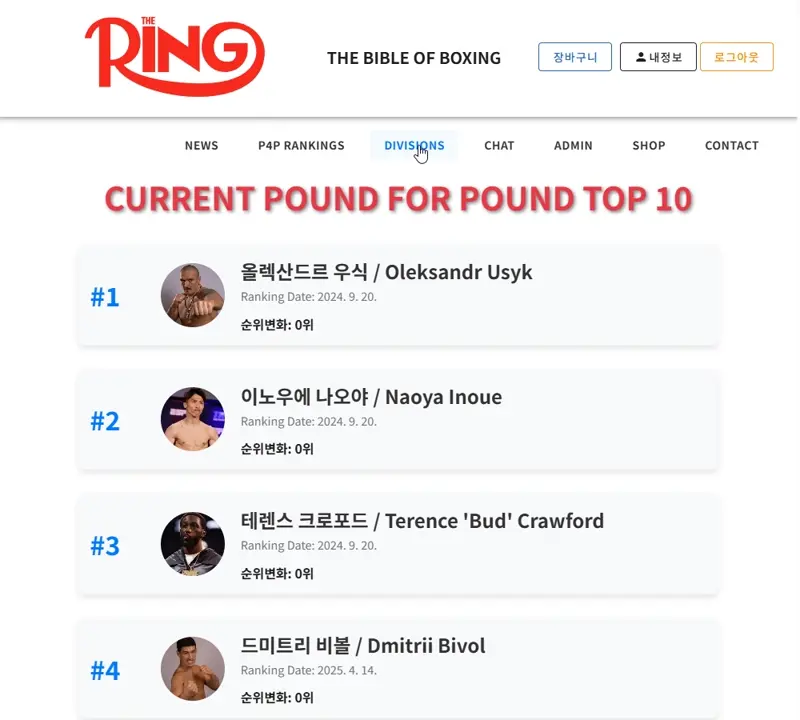 THE RING
THE BIBLE OF BOXING
장바구니
내정보
로그아웃
NEWS
P4P RANKINGS
DIVISIONS
CHAT
ADMIN
SHOP
CONTACT
CURRENT POUND FOR POUND TOP 10
#1
올렉산드르 우식 / Oleksandr Usyk
Ranking Date: 2024. 9. 20.
순위변화: 0위
#2
이노우에 나오야 / Naoya Inoue
Ranking Date: 2024. 9. 20.
순위변화: 0위
#3
테렌스 크로포드 / Terence 'Bud' Crawford
Ranking Date: 2024. 9. 20.
순위변화: 0위
#4
드미트리 비볼 / Dmitrii Bivol
Ranking Date: 2025. 4. 14.
순위변화: 0위